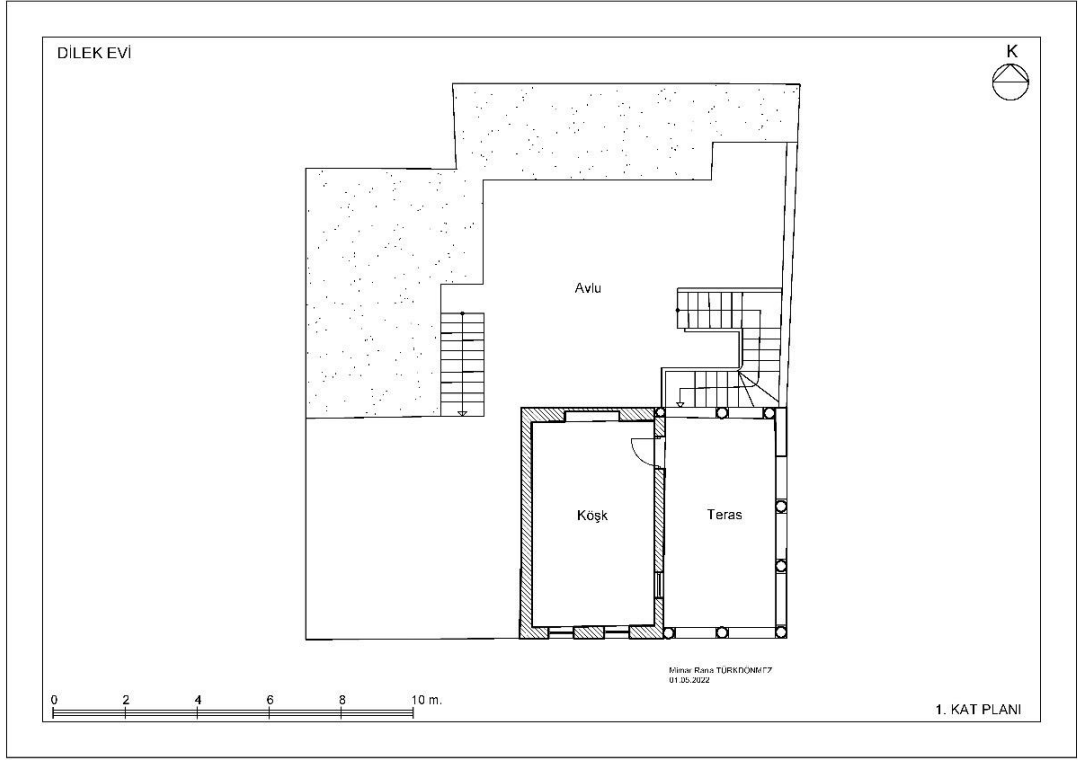 DİLEK EVİ
K
Avlu
Köşk
Teras
Mimar Rana TÜRKDÖNMEZ
01.05.2022
0 2 4 6 8 10 m.
1. KAT PLANI